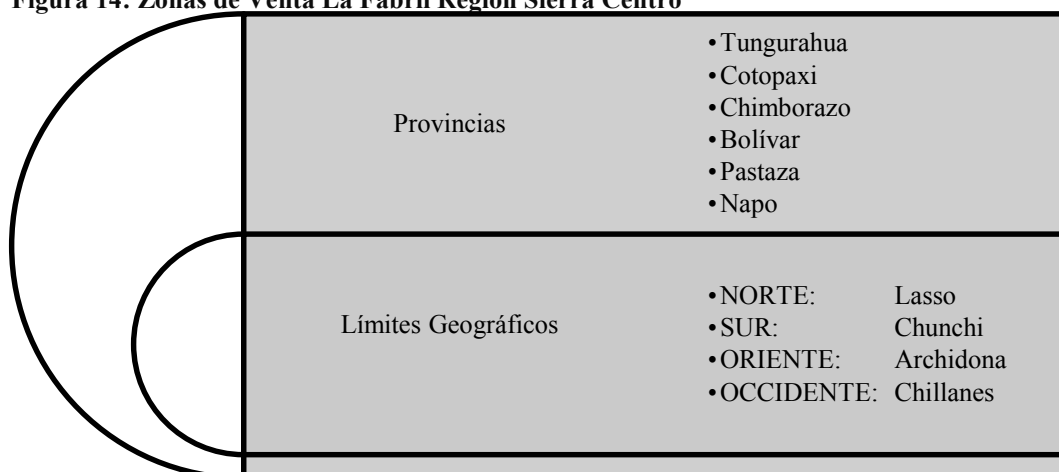 Figura 14: Zonas de Venta La Fabril Región Sierra Centro
Provincias
•Tungurahua
•Cotopaxi
•Chimborazo
•Bolívar
•Pastaza
•Napo
Límites Geográficos
•NORTE: Lasso
•SUR: Chunchi
•ORIENTE: Archidona
•OCCIDENTE: Chillanes